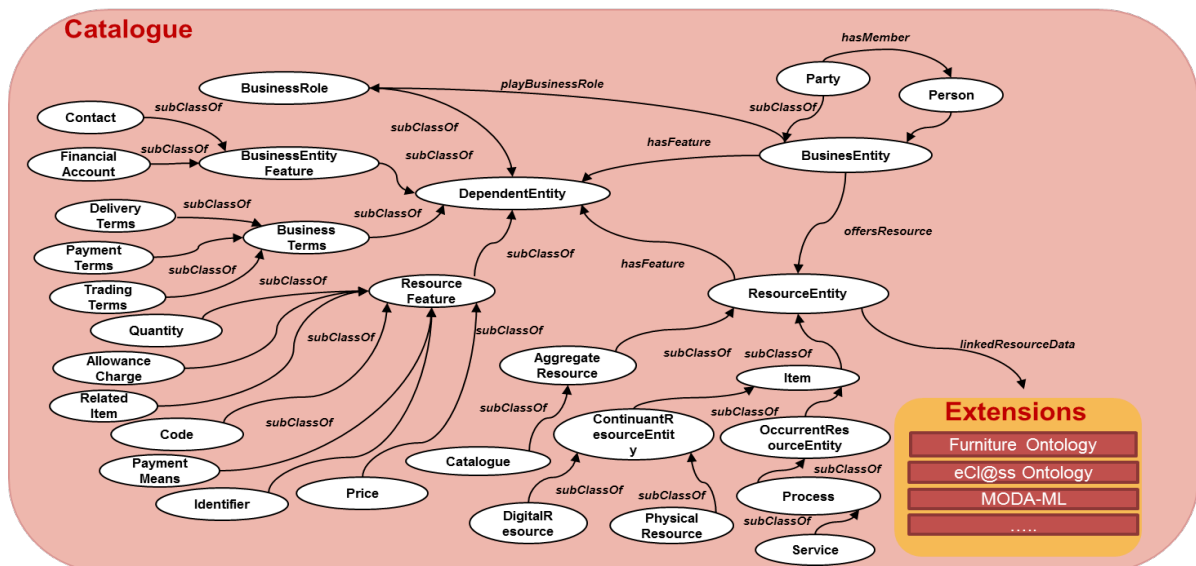 Catalogue
hasMember
BusinessRole
playBusinessRole
Party
Person
subClassOf
Contact
subClassOf
subClassOf
BusinesEntity
Financial
Account
subClassOf
BusinessEntity
Feature
subClassOf
hasFeature
DependentEntity
Delivery
Terms
subClassOf
Business
Terms
subClassOf
offersResource
Payment
Terms
subClassOf
subClassOf
hasFeature
Trading
Terms
subClassOf
Resource
Feature
ResourceEntity
Quantity
subClassOf
Allowance
Charge
subClassOf
Aggregate
Resource
subClassOf
subClassOf
linkedResourceData
Item
Related
Item
subClassOf
subClassOf
ContinuantR
esourceEntit
y
subClassOf
OccurrentRes
ourceEntity
Code
Catalogue
Payment
Means
Identifier
Price
subClassOf
subClassOf
subClassOf
Process
DigitalR
esource
Physical
Resource
subClassOf
Service
Extensions
Furniture Ontology
eCl@ss Ontology
MODA-ML
.....